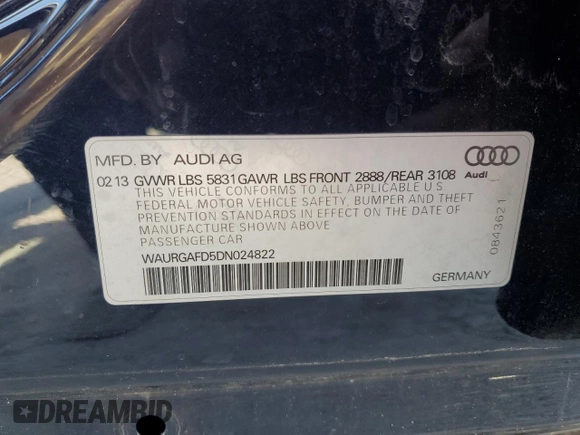 MFD. BY AUDI AG
02 13 GVWR LBS 5831 GAWR LBS FRONT 2888/REAR 3108
THIS VEHICLE CONFORMS TO ALL APPLICABLE U.S
FEDERAL MOTOR VEHICLE SAFETY, BUMPER AND THEFT
PREVENTION STANDARDS IN EFFECT ON THE DATE OF
MANUFACTURE SHOWN ABOVE
PASSENGER CAR
WAURGAFD5DN024822
Audi
0843621 1
GERMANY
DREAMBID